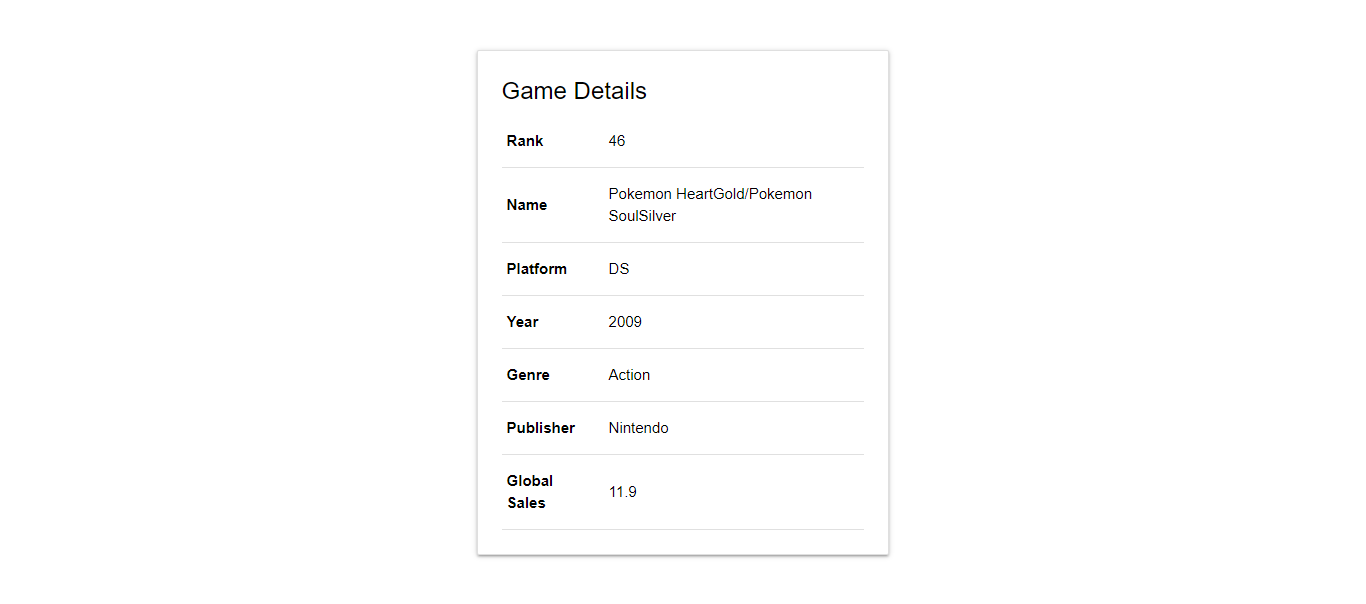 Game Details
Rank 46
Name Pokemon HeartGold/Pokemon
SoulSilver
Platform DS
Year 2009
Genre Action
Publisher Nintendo
Global
Sales 11.9